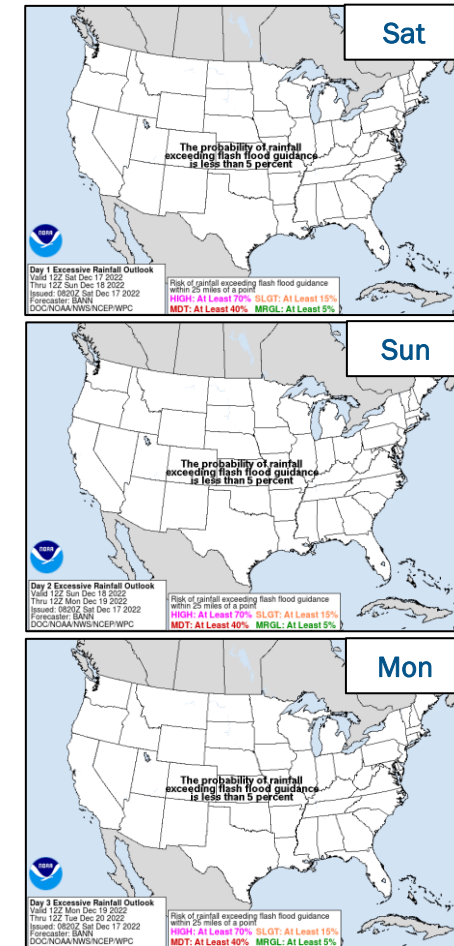 Sat
The probability of rainfall
exceeding flash flood guidance
is less than 5 percent
NOAA
Day 1 Excessive Rainfall Outlook
Valid 12Z Sat Dec 17 2022
Thru 12Z Sun Dec 18 2022
Issued: 0820Z Sat Dec 17 2022
Forecaster: BANN
DOC/NOAA/NWS/NCEP/WPC
Risk of rainfall exceeding flash flood guidance
within 25 miles of a point
HIGH: At Least 70% SLGT: At Least 15%
MDT: At Least 40% MRGL: At Least 5%
Sun
The probability of rainfall
exceeding flash flood guidance
is less than 5 percent
NOAA
Day 2 Excessive Rainfall Outlook
Valid 12Z Sun Dec 18 2022
Thru 12Z Mon Dec 19 2022
Issued: 0820Z Sat Dec 17 2022
Forecaster: BANN
DOC/NOAA/NWS/NCEP/WPC
Risk of rainfall exceeding flash flood guidance
within 25 miles of a point
HIGH: At Least 70% SLGT: At Least 15%
MDT: At Least 40% MRGL: At Least 5%
Mon
The probability of rainfall
exceeding flash flood guidance
is less than 5 percent
NOAA
Day 3 Excessive Rainfall Outlook
Valid 12Z Mon Dec 19 2022
Thru 12Z Tue Dec 20 2022
Issued: 0820Z Sat Dec 17 2022
Forecaster: BANN
DOC/NOAA/NWS/NCEP/WPC
Risk of rainfall exceeding flash flood guidance
within 25 miles of a point
HIGH: At Least 70% SLGT: At Least 15%
MDT: At Least 40% MRGL: At Least 5%